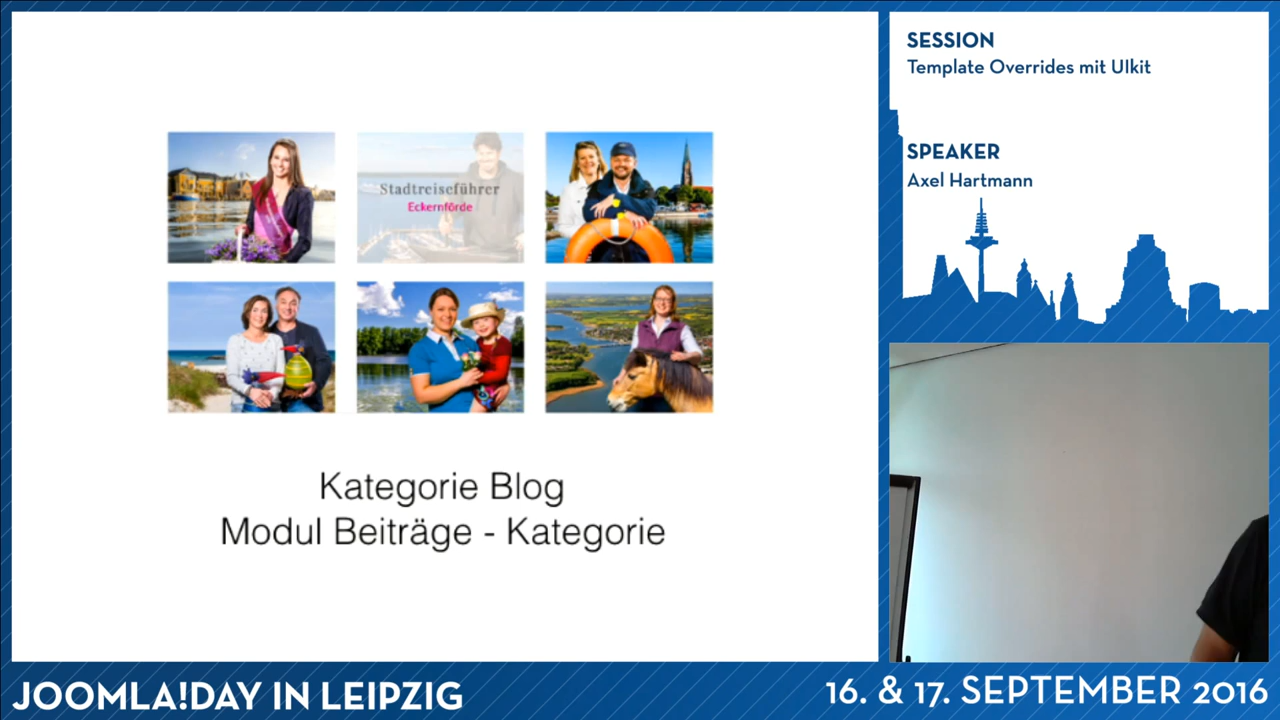 SESSION
Template Overrides mit UIkit
SPEAKER
Axel Hartmann
Stadtreiseführer
Eckernförde
Kategorie Blog
Modul Beiträge - Kategorie
JOOMLA!DAY IN LEIPZIG
16. & 17. SEPTEMBER 2016